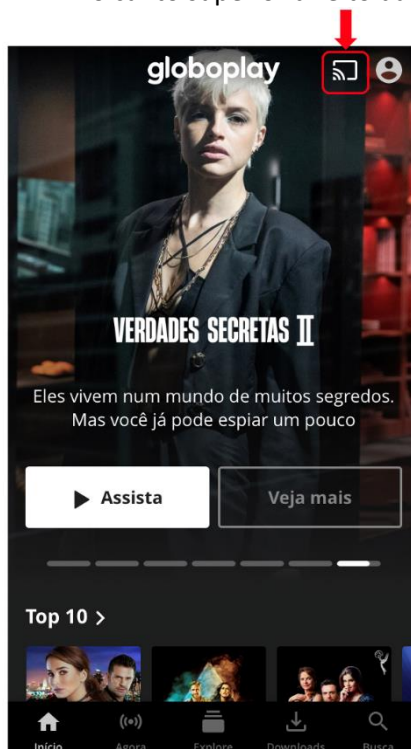 globoplay
VERDADES SECRETAS II
Eles vivem num mundo de muitos segredos.
Mas você já pode espiar um pouco
Assista
Veja mais
Top 10 >
Início
Agora
Explore
Downloads
Busca